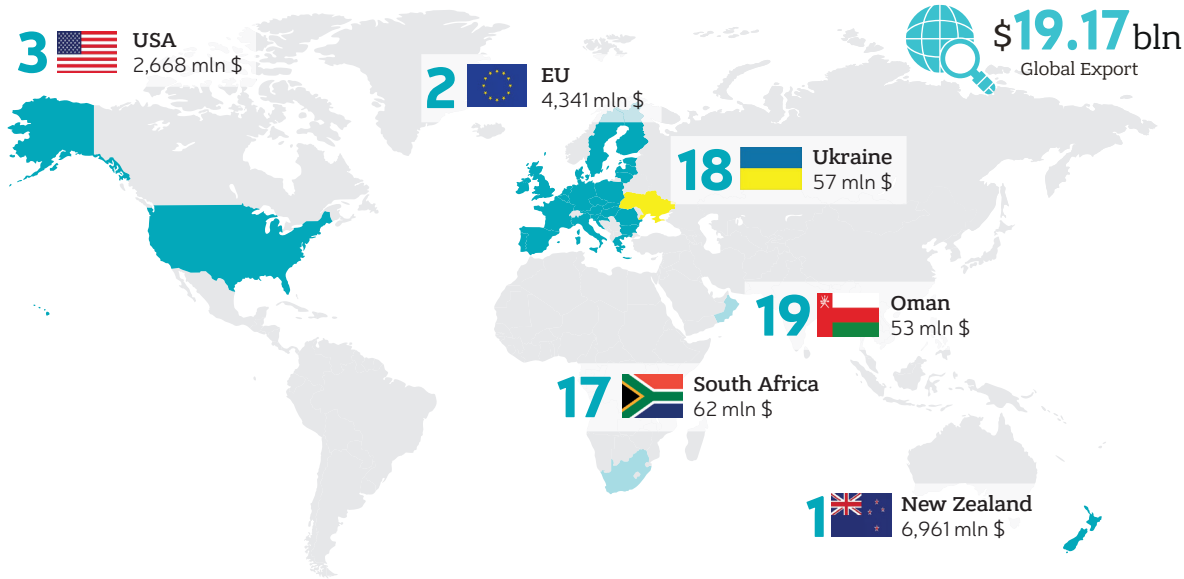 3
USA
2,668 mln $
2
EU
4,341 mln $
$19.17 bln
Global Export
18
Ukraine
57 mln $
19
Oman
53 mln $
17
South Africa
62 mln $
1
New Zealand
6,961 mln $